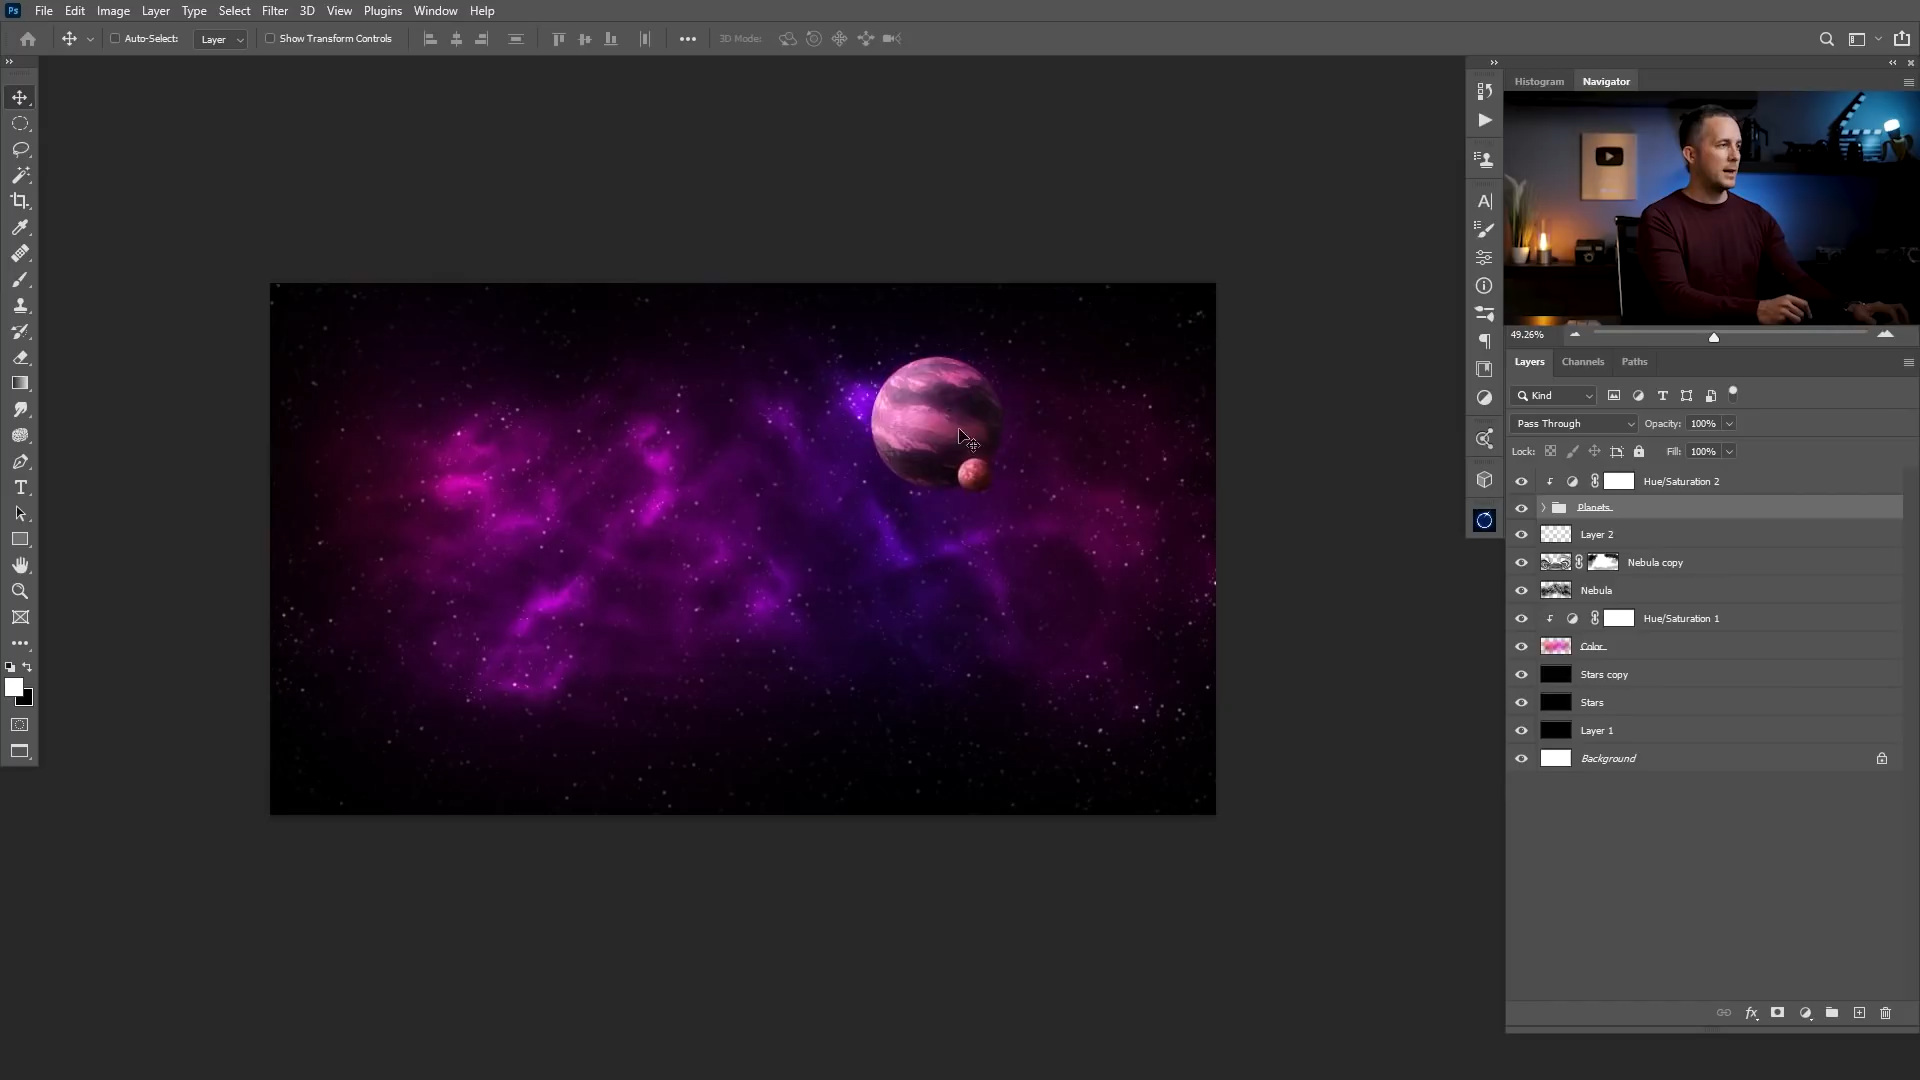 Ps File Edit Image Layer Type Select Filter 3D View Plugins Window Help
Auto-Select: Layer Show Transform Controls 3D Mode:
Histogram Navigator
49.26%
Layers Channels Paths
Kind
Pass Through Opacity: 100%
Lock: Fill: 100%
Hue/Saturation 2
Planets
Layer 2
Nebula copy
Nebula
Hue/Saturation 1
Color
Stars copy
Stars
Layer 1
Background
fx